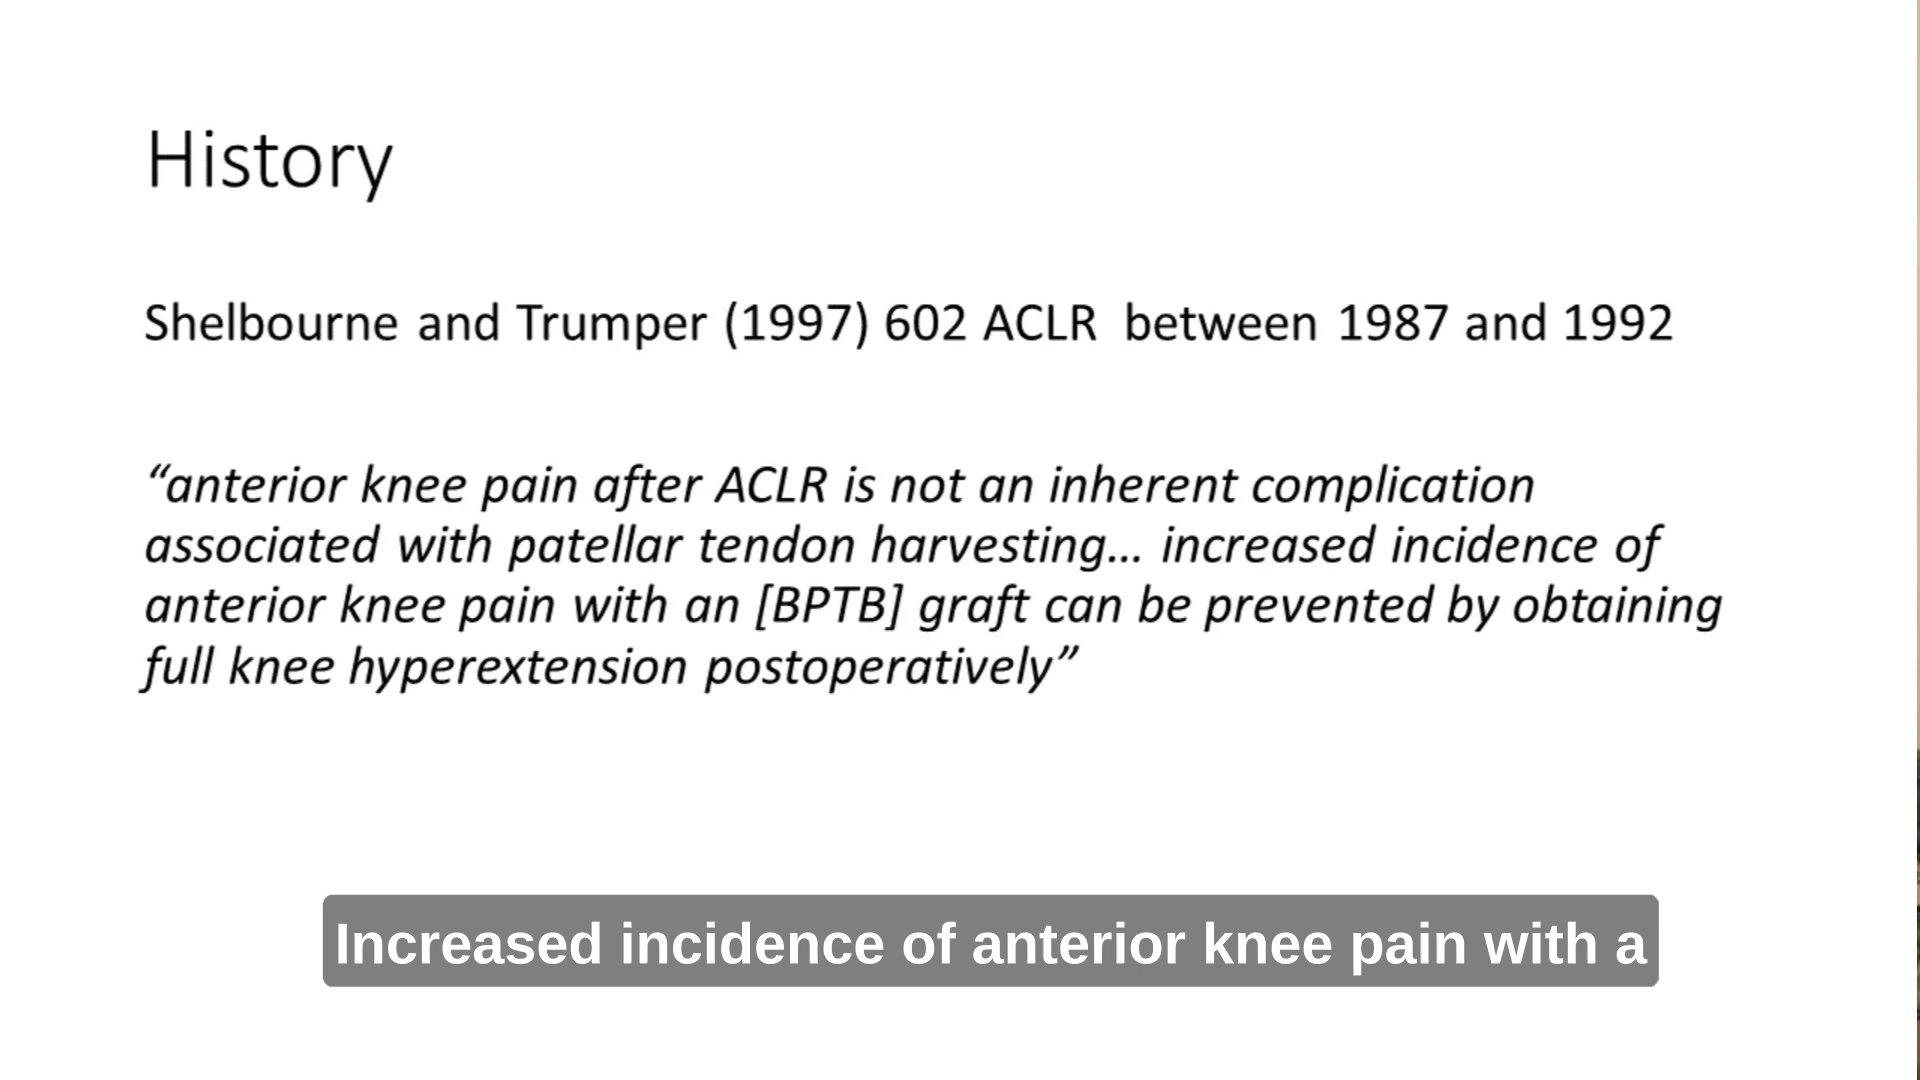 History
Shelbourne and Trumper (1997) 602 ACLR between 1987 and 1992
“anterior knee pain after ACLR is not an inherent complication
associated with patellar tendon harvesting... increased incidence of
anterior knee pain with an [BPTB] graft can be prevented by obtaining
full knee hyperextension postoperatively”
Increased incidence of anterior knee pain with a